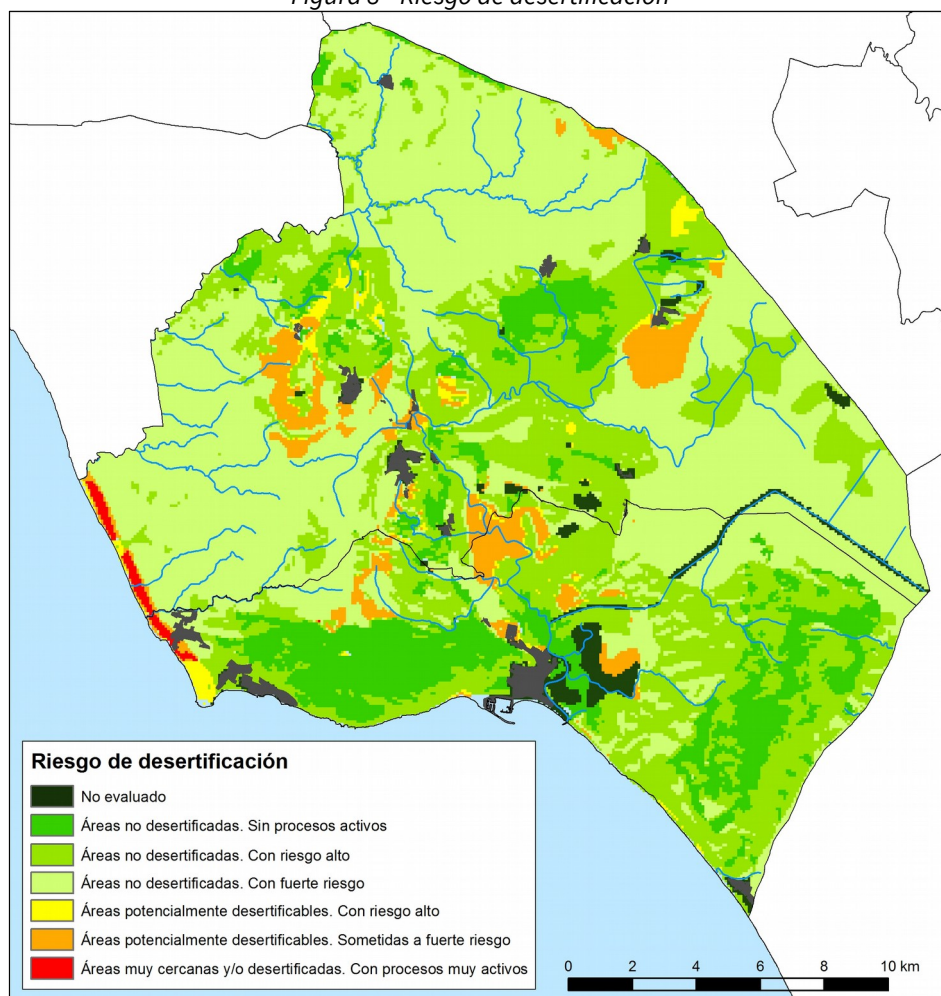 Figura 8 - Riesgo de desertificación
Riesgo de desertificación
No evaluado
Áreas no desertificadas. Sin procesos activos
Áreas no desertificadas. Con riesgo alto
Áreas no desertificadas. Con fuerte riesgo
Áreas potencialmente desertificables. Con riesgo alto
Áreas potencialmente desertificables. Sometidas a fuerte riesgo
Áreas muy cercanas y/o desertificadas. Con procesos muy activos
0 2 4 6 8 10 km